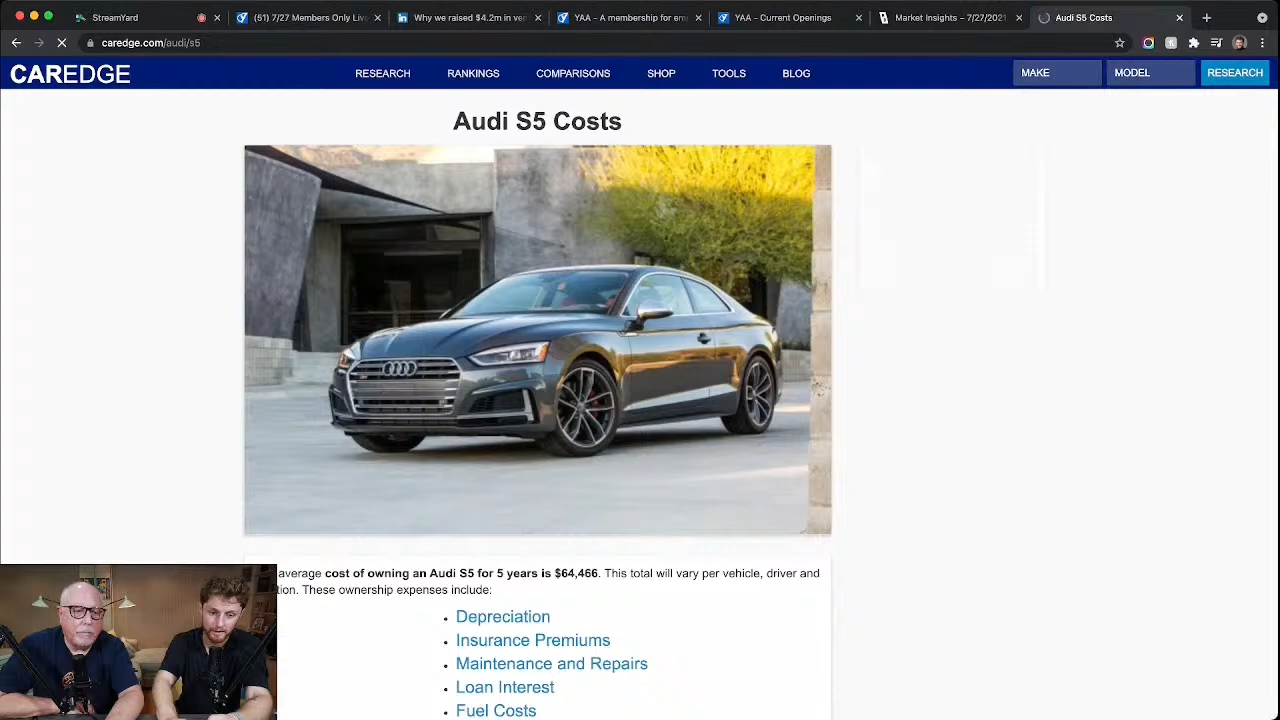 StreamYard
(51) 7/27 Members Only Live
Why we raised $4.2m in ven
YAA - A membership for em
YAA - Current Openings
Market Insights – 7/27/2021
Audi S5 Costs
caredge.com/audi/s5
CAREDGE
RESEARCH
RANKINGS
COMPARISONS
SHOP
TOOLS
BLOG
MAKE
MODEL
RESEARCH
Audi S5 Costs
average cost of owning an Audi S5 for 5 years is $64,466. This total will vary per vehicle, driver and
tion. These ownership expenses include:
Depreciation
Insurance Premiums
Maintenance and Repairs
Loan Interest
Fuel Costs